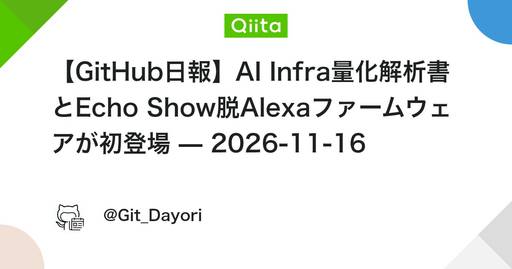 Qiita
【GitHub日報】AI Infra量化解析書
とEcho Show脱Alexaファームウェ
アが初登場 — 2026-11-16
@Git_Dayori